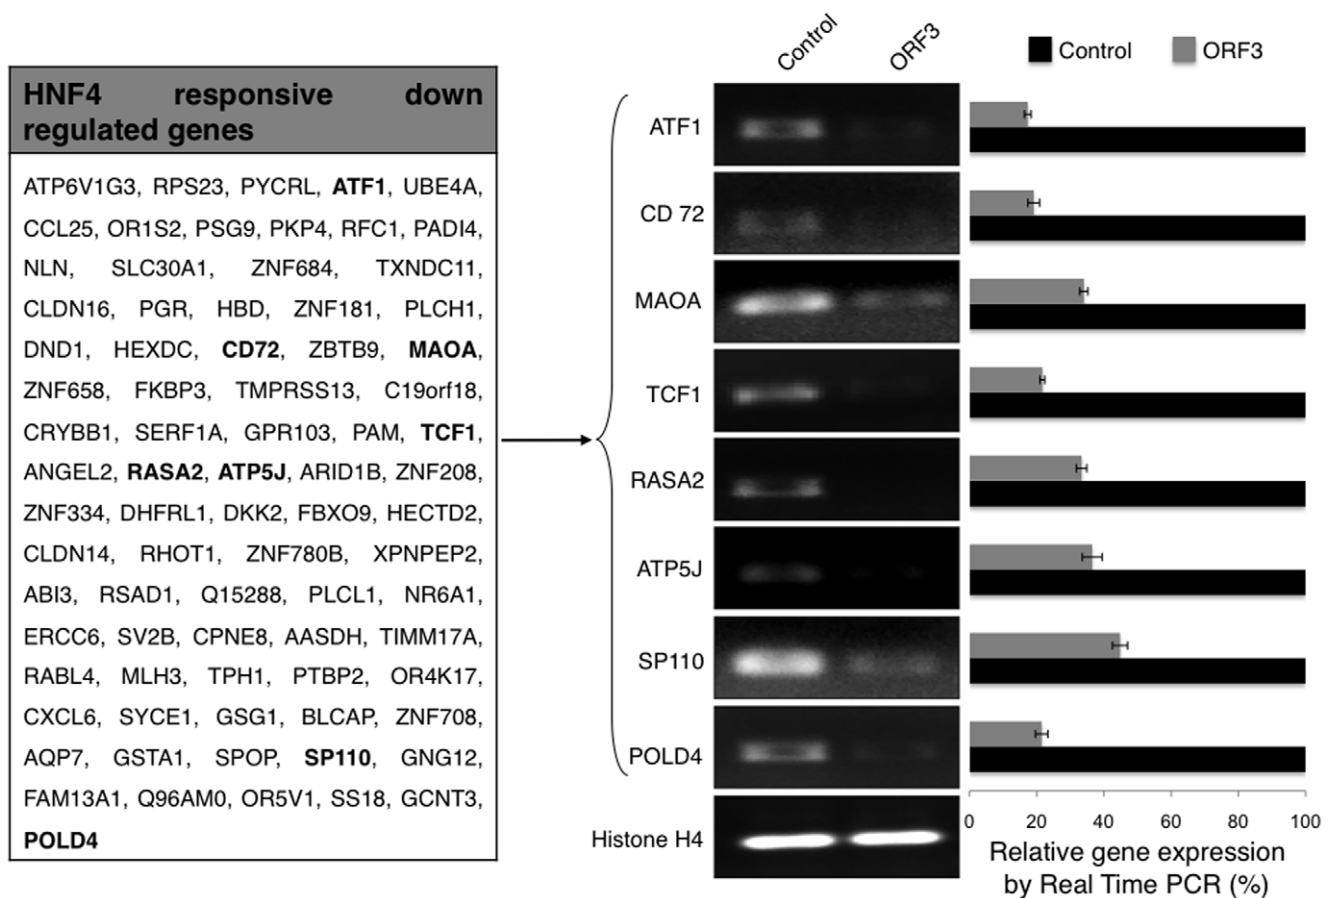 HNF4 responsive down
regulated genes
ATP6V1G3, RPS23, PYCRL, ATF1, UBE4A,
CCL25, OR1S2, PSG9, PKP4, RFC1, PADI4,
NLN, SLC30A1, ZNF684, TXNDC11,
CLDN16, PGR, HBD, ZNF181, PLCH1,
DND1, HEXDC, CD72, ZBTB9, MAOA,
ZNF658, FKBP3, TMPRSS13, C19orf18,
CRYBB1, SERF1A, GPR103, PAM, TCF1,
ANGEL2, RASA2, ATP5J, ARID1B, ZNF208,
ZNF334, DHFRL1, DKK2, FBXO9, HECTD2,
CLDN14, RHOT1, ZNF780B, XPNPEP2,
ABI3, RSAD1, Q15288, PLCL1, NR6A1,
ERCC6, SV2B, CPNE8, AASDH, TIMM17A,
RABL4, MLH3, TPH1, PTBP2, OR4K17,
CXCL6, SYCE1, GSG1, BLCAP, ZNF708,
AQP7, GSTA1, SPOP, SP110, GNG12,
FAM13A1, Q96AM0, OR5V1, SS18, GCNT3,
POLD4
Control ORF3
ATF1
CD 72
MAOA
TCF1
RASA2
ATP5J
SP110
POLD4
Histone H4
Control ORF3
0 20 40 60 80 100
Relative gene expression
by Real Time PCR (%)